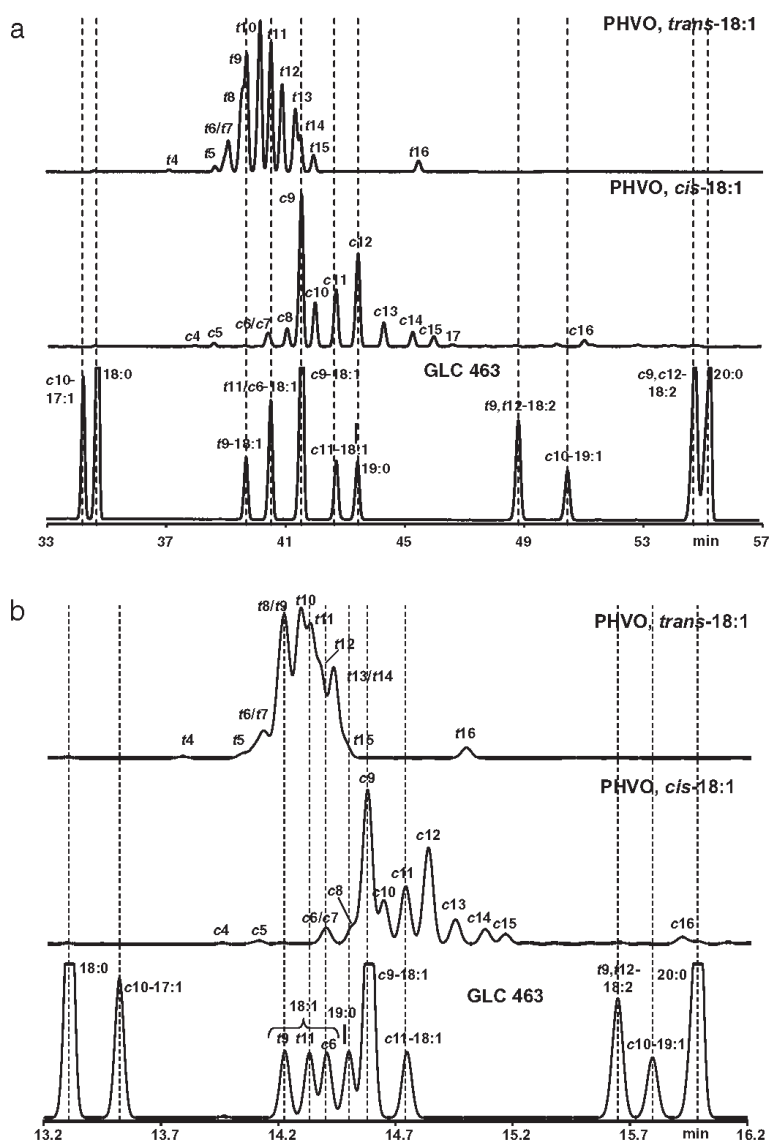 a
PHVO, trans-18:1
t4
t5
t6/t7
t8
t9
t10
t11
t12
t13
t14
t15
t16
PHVO, cis-18:1
c4
c5
c6/c7
c8
c9
c10
c11
c12
c13
c14
c15
17
c16
GLC 463
c10-
17:1
18:0
t9-18:1
t11/c6-18:1
c9-18:1
c11-18:1
19:0
t9,t12-18:2
c10-19:1
c9,c12-
18:2
20:0
33 37 41 45 49 53 min 57
b
PHVO, trans-18:1
t4
t5
t6/t7
t8/t9
t10
t11
t12
t13/t14
t15
t16
PHVO, cis-18:1
c4
c5
c6/c7
c8
c9
c10
c11
c12
c13
c14
c15
c16
GLC 463
18:0
c10-17:1
18:1
t9 t11 c6
19:0
c9-18:1
c11-18:1
t9,t12-
18:2
c10-19:1
20:0
13.2 13.7 14.2 14.7 15.2 15.7 min 16.2